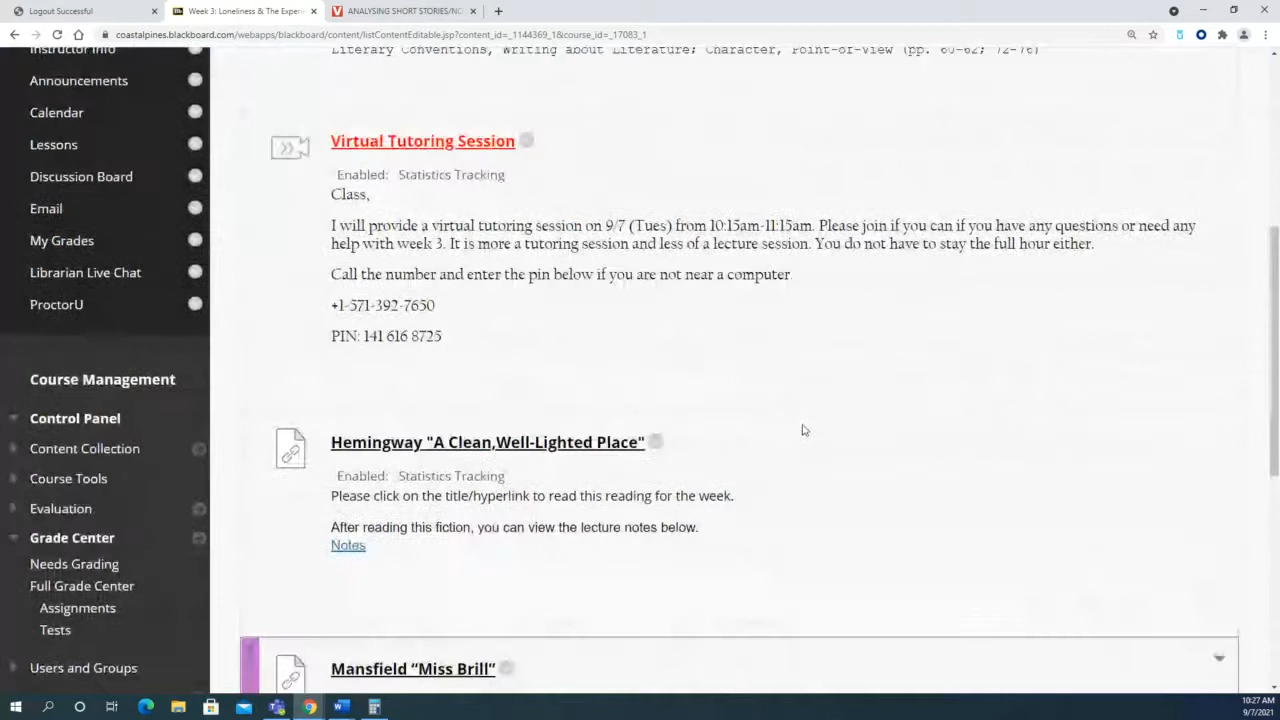 Logout Successful
Week 3: Loneliness & The Experi
ANALYSING SHORT STORIES/NO
coastalpines.blackboard.com/webapps/blackboard/content/listContentEditable.jsp?content_id=_1144369_1&course_id=_17083_1
Instructor Info
Announcements
Calendar
Lessons
Discussion Board
Email
My Grades
Librarian Live Chat
ProctorU
Course Management
Control Panel
Content Collection
Course Tools
Evaluation
Grade Center
Needs Grading
Full Grade Center
Assignments
Tests
Users and Groups
Literary Conventions, Writing about Literature; Character, Point-of-View (pp. 60-62; 72-76)
Virtual Tutoring Session
Enabled: Statistics Tracking
Class,
I will provide a virtual tutoring session on 9/7 (Tues) from 10:15am-11:15am. Please join if you can if you have any questions or need any
help with week 3. It is more a tutoring session and less of a lecture session. You do not have to stay the full hour either.
Call the number and enter the pin below if you are not near a computer.
+1-571-392-7650
PIN: 141 616 8725
Hemingway "A Clean,Well-Lighted Place"
Enabled: Statistics Tracking
Please click on the title/hyperlink to read this reading for the week.
After reading this fiction, you can view the lecture notes below.
Notes
Mansfield “Miss Brill”
10:27 AM
9/7/2021